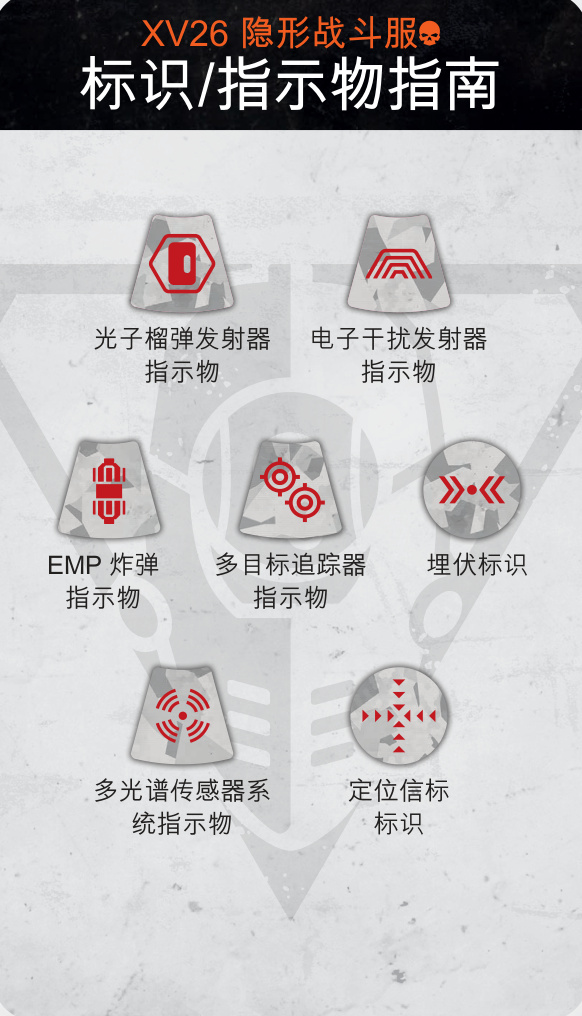 XV26 隐形战斗服
标识/指示物指南
光子榴弹发射器
指示物
电子干扰发射器
指示物
EMP 炸弹
指示物
多目标追踪器
指示物
埋伏标识
多光谱传感器系
统指示物
定位信标
标识